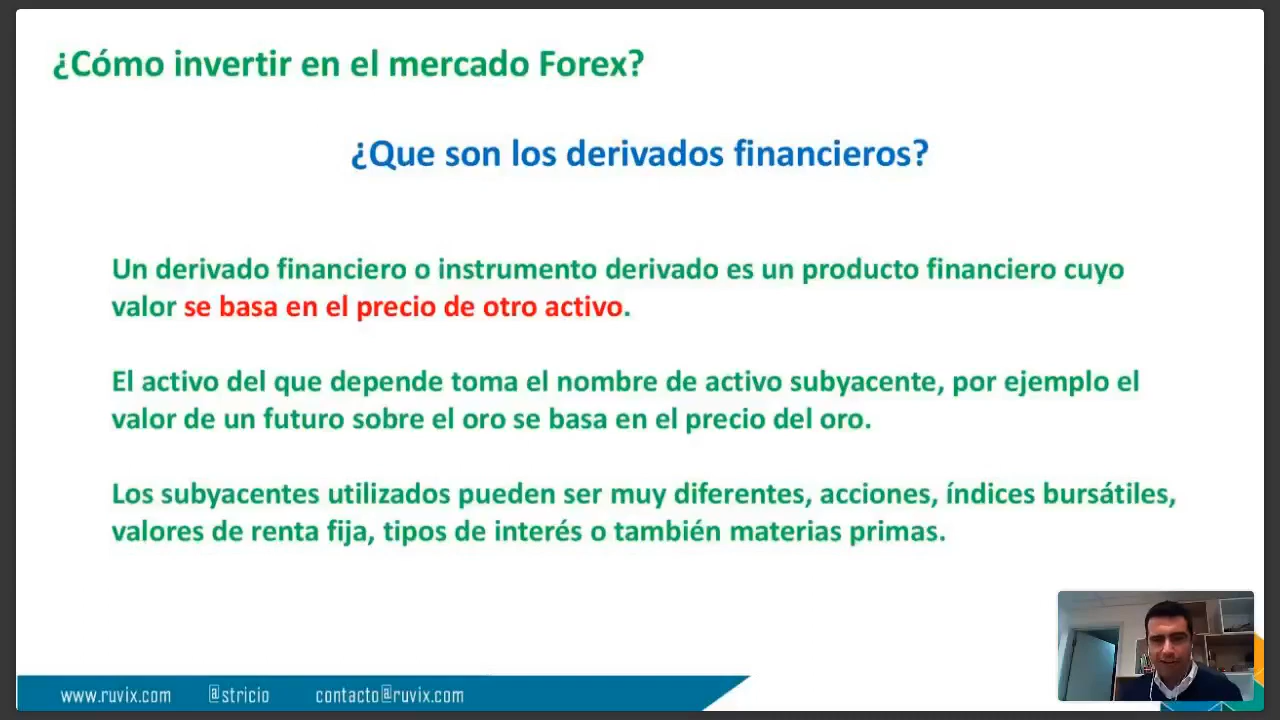 ¿Cómo invertir en el mercado Forex?
¿Que son los derivados financieros?
Un derivado financiero o instrumento derivado es un producto financiero cuyo
valor se basa en el precio de otro activo.
El activo del que depende toma el nombre de activo subyacente, por ejemplo el
valor de un futuro sobre el oro se basa en el precio del oro.
Los subyacentes utilizados pueden ser muy diferentes, acciones, índices bursátiles,
valores de renta fija, tipos de interés o también materias primas.
www.ruvix.com @stricio contacto@ruvix.com